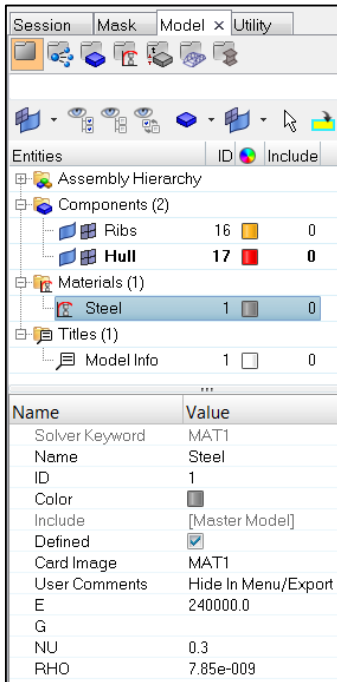 Session Mask Model × Utility
Entities ID Include
Assembly Hierarchy
Components (2)
Ribs 16 0
Hull 17 0
Materials (1)
Steel 1 0
Titles (1)
Model Info 1 0
Name Value
Solver Keyword MAT1
Name Steel
ID 1
Color
Include [Master Model]
Defined
Card Image MAT1
User Comments Hide In Menu/Export
E 240000.0
G
NU 0.3
RHO 7.85e-009